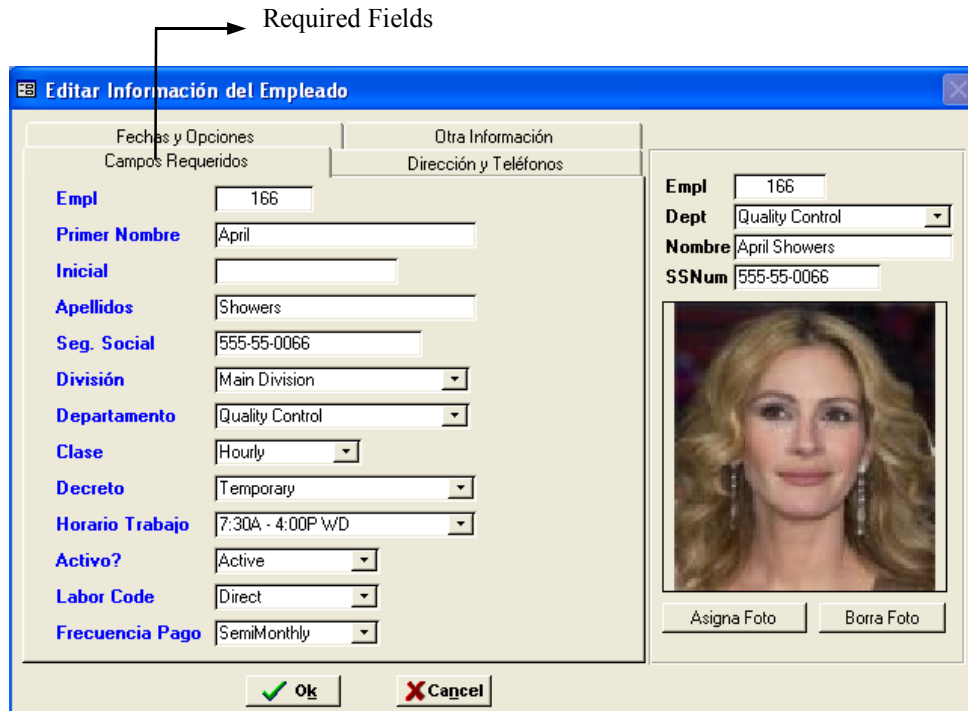 Required Fields
Editar Información del Empleado
Fechas y Opciones
Otra Información
Campos Requeridos
Dirección y Teléfonos
Empl 166
Primer Nombre April
Inicial
Apellidos Showers
Seg. Social 555-55-0066
División Main Division
Departamento Quality Control
Clase Hourly
Decreto Temporary
Horario Trabajo 7:30A - 4:00P WD
Activo? Active
Labor Code Direct
Frecuencia Pago SemiMonthly
Empl 166
Dept Quality Control
Nombre April Showers
SSNum 555-55-0066
Asigna Foto
Borra Foto
Ok
Cancel